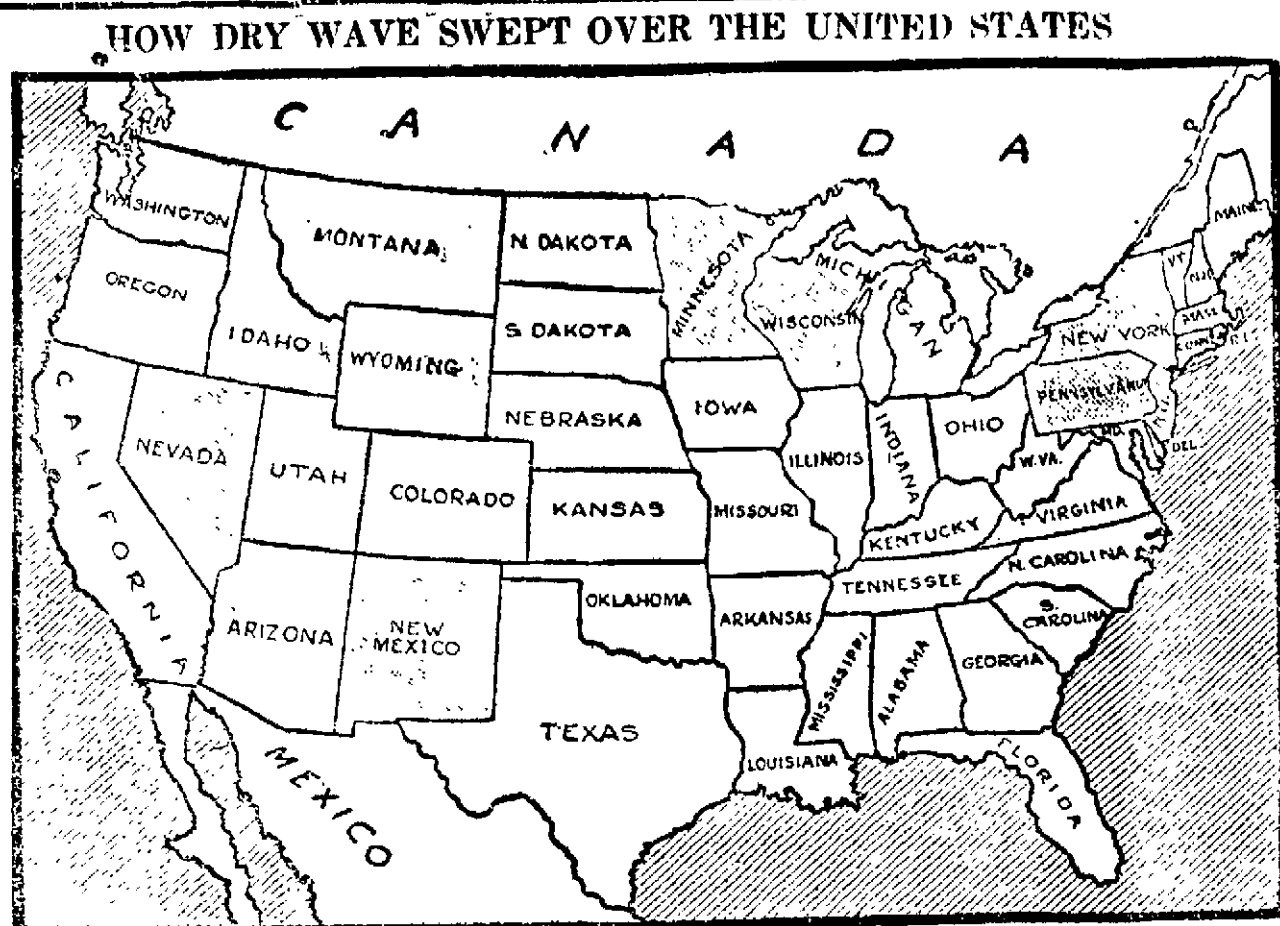 HOW DRY WAVE SWEPT OVER THE UNITED STATES
CANADA
WASHINGTON
MONTANA
N. DAKOTA
MINNESOTA
MICHIGAN
MAINE
VT.
OREGON
IDAHO
WYOMING
S. DAKOTA
WISCONSIN
NEW YORK
MASS.
CONN.
R.I.
CALIFORNIA
NEVADA
UTAH
COLORADO
NEBRASKA
IOWA
ILLINOIS
INDIANA
OHIO
PENNSYLVANIA
MD.
DEL.
W.VA.
VIRGINIA
KANSAS
MISSOURI
KENTUCKY
ARIZONA
NEW
MEXICO
OKLAHOMA
ARKANSAS
TENNESSEE
N. CAROLINA
S.
CAROLINA
TEXAS
LOUISIANA
MISSISSIPPI
ALABAMA
GEORGIA
FLORIDA
MEXICO